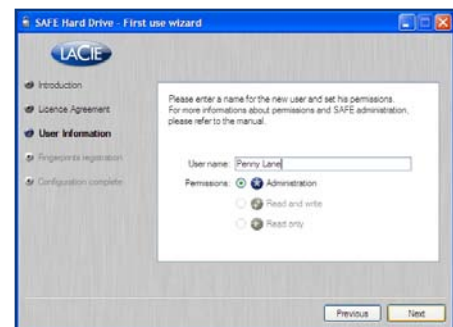 SAFE Hard Drive - First use wizard
LACIE
Introduction
Licence Agreement
User Information
Fingerprints registration
Configuration complete
Please enter a name for the new user and set his permissions.
For more informations about permissions and SAFE administration,
please refer to the manual.
User name: Penny Lane
Permissions: Administration
Read and write
Read only
Previous Next